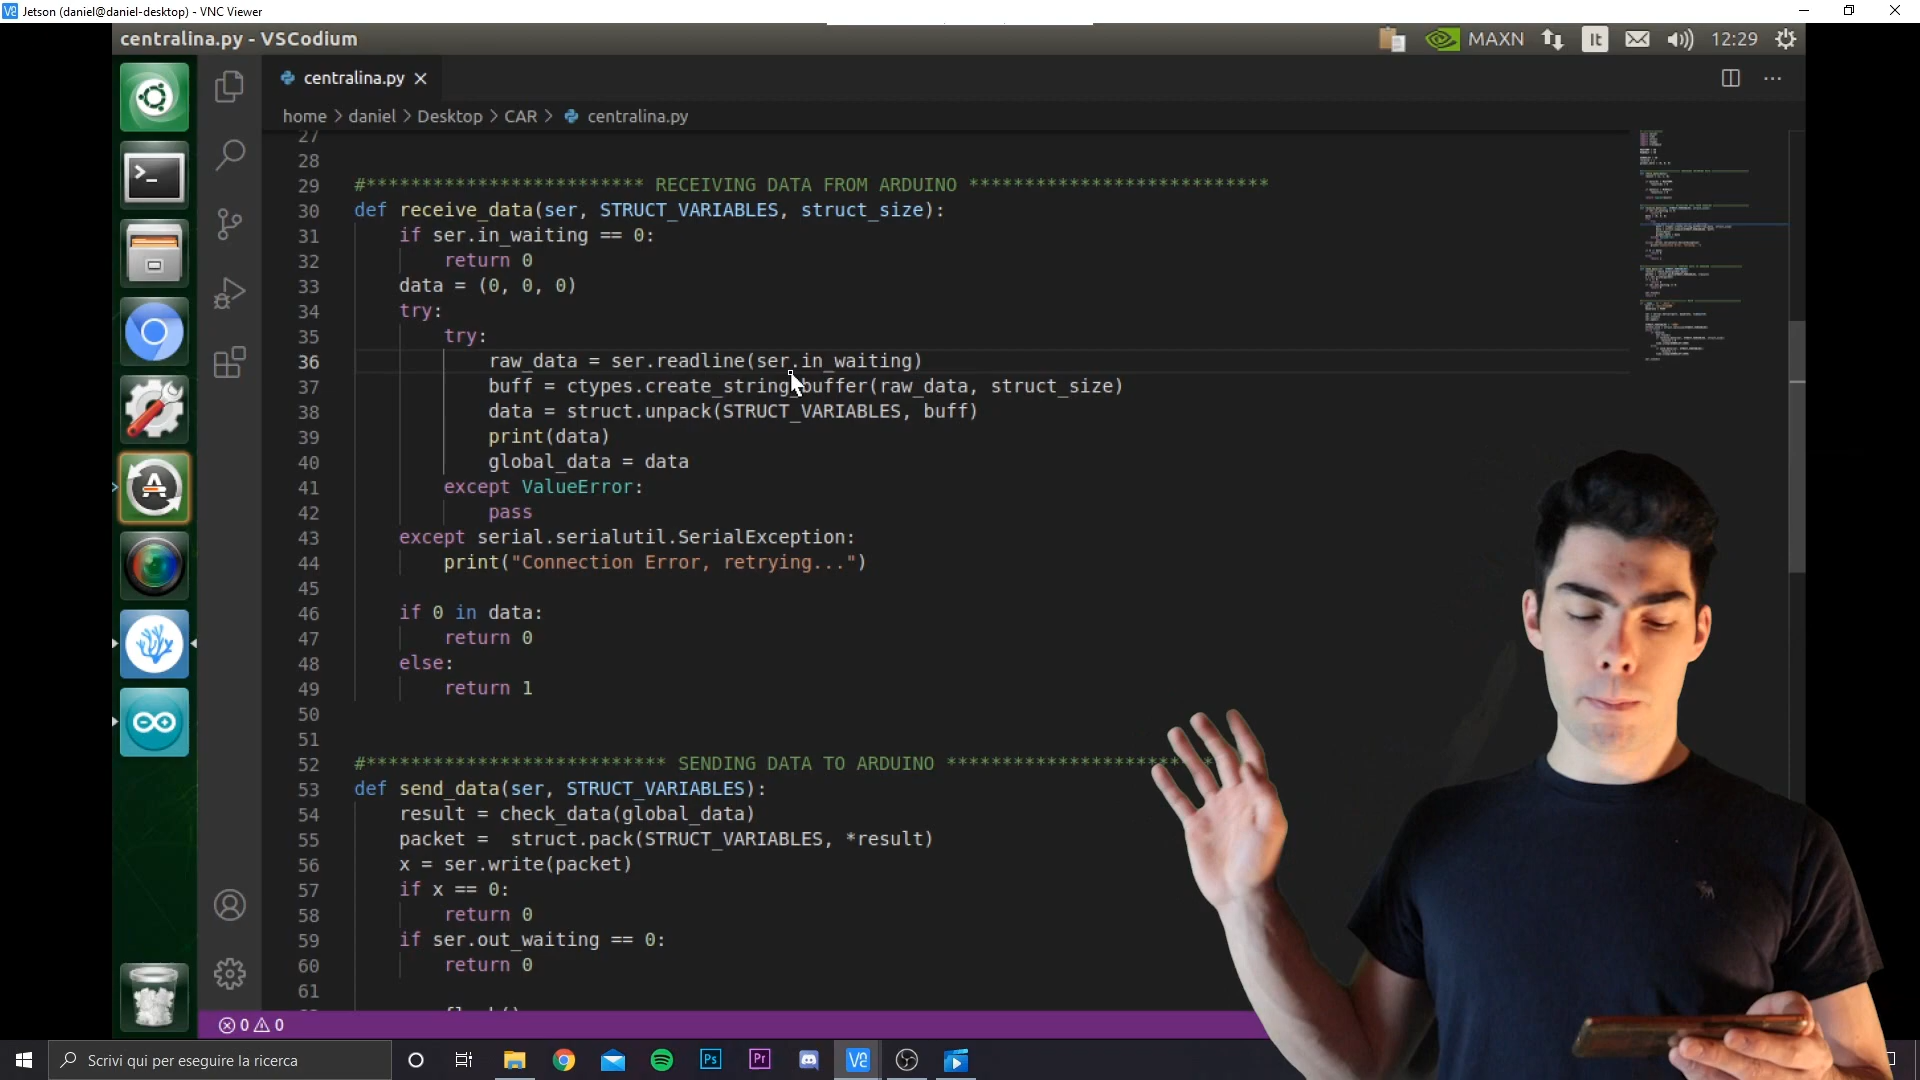 Jetson (daniel@daniel-desktop) - VNC Viewer
centralina.py - VSCodium
MAXN
It
12:29
centralina.py
home > daniel > Desktop > CAR > centralina.py
27
28
29 #************************* RECEIVING DATA FROM ARDUINO ***************************
30 def receive_data(ser, STRUCT_VARIABLES, struct_size):
31 if ser.in_waiting == 0:
32 return 0
33 data = (0, 0, 0)
34 try:
35 try:
36 raw_data = ser.readline(ser.in_waiting)
37 buff = ctypes.create_string_buffer(raw_data, struct_size)
38 data = struct.unpack(STRUCT_VARIABLES, buff)
39 print(data)
40 global_data = data
41 except ValueError:
42 pass
43 except serial.serialutil.SerialException:
44 print("Connection Error, retrying...")
45
46 if 0 in data:
47 return 0
48 else:
49 return 1
50
51
52 #*************************** SENDING DATA TO ARDUINO ************************
53 def send_data(ser, STRUCT_VARIABLES):
54 result = check_data(global_data)
55 packet =  struct.pack(STRUCT_VARIABLES, *result)
56 x = ser.write(packet)
57 if x == 0:
58 return 0
59 if ser.out_waiting == 0:
60 return 0
61
0 0
Scrivi qui per eseguire la ricerca
Ps
Pr